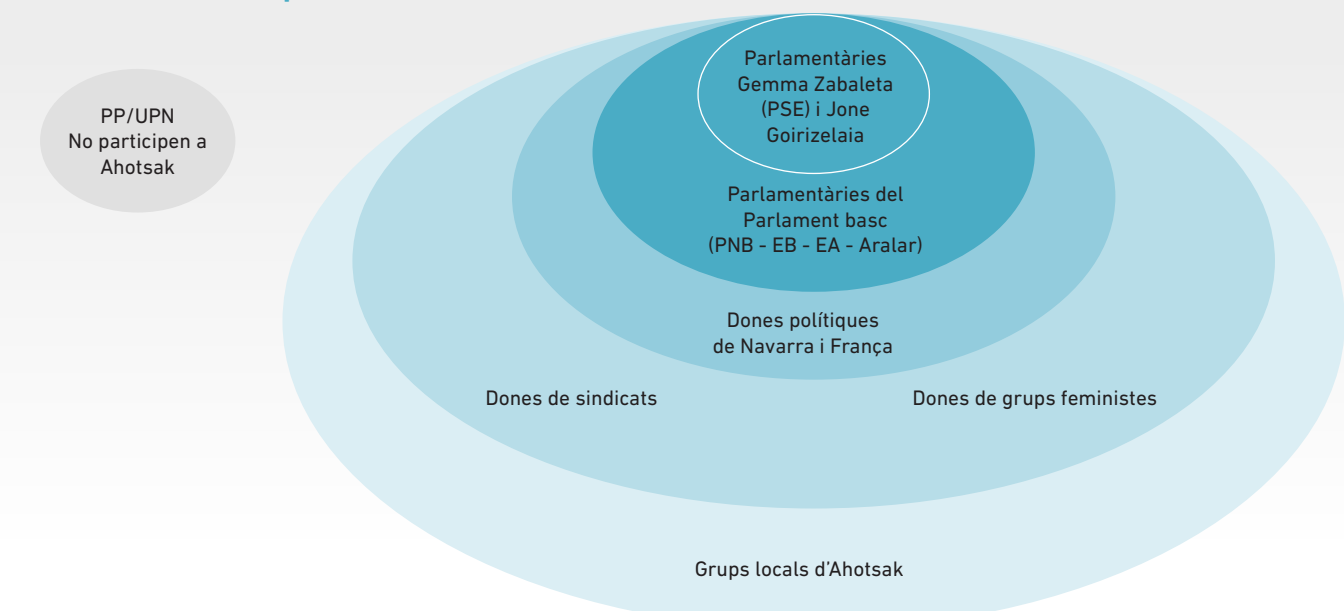 PP/UPN
No participen a
Ahotsak
Parlamentàries
Gemma Zabaleta
(PSE) i Jone
Goirizelaia
Parlamentàries del
Parlament basc
(PNB - EB - EA - Aralar)
Dones polítiques
de Navarra i França
Dones de sindicats
Dones de grups feministes
Grups locals d’Ahotsak